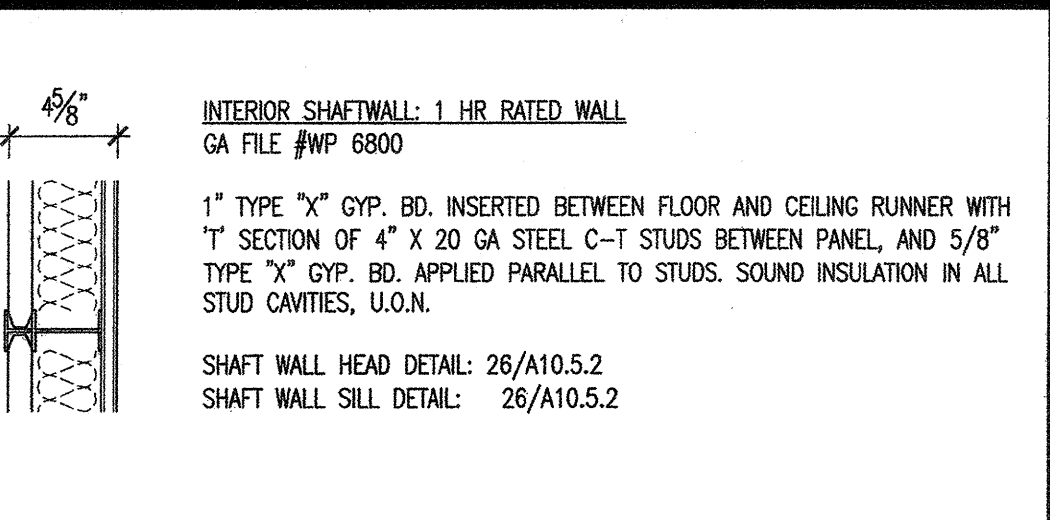 4 5/8"
INTERIOR SHAFTWALL: 1 HR RATED WALL
GA FILE #WP 6800
1" TYPE "X" GYP. BD. INSERTED BETWEEN FLOOR AND CEILING RUNNER WITH
'T' SECTION OF 4" X 20 GA STEEL C-T STUDS BETWEEN PANEL, AND 5/8"
TYPE "X" GYP. BD. APPLIED PARALLEL TO STUDS. SOUND INSULATION IN ALL
STUD CAVITIES, U.O.N.
SHAFT WALL HEAD DETAIL: 26/A10.5.2
SHAFT WALL SILL DETAIL: 26/A10.5.2